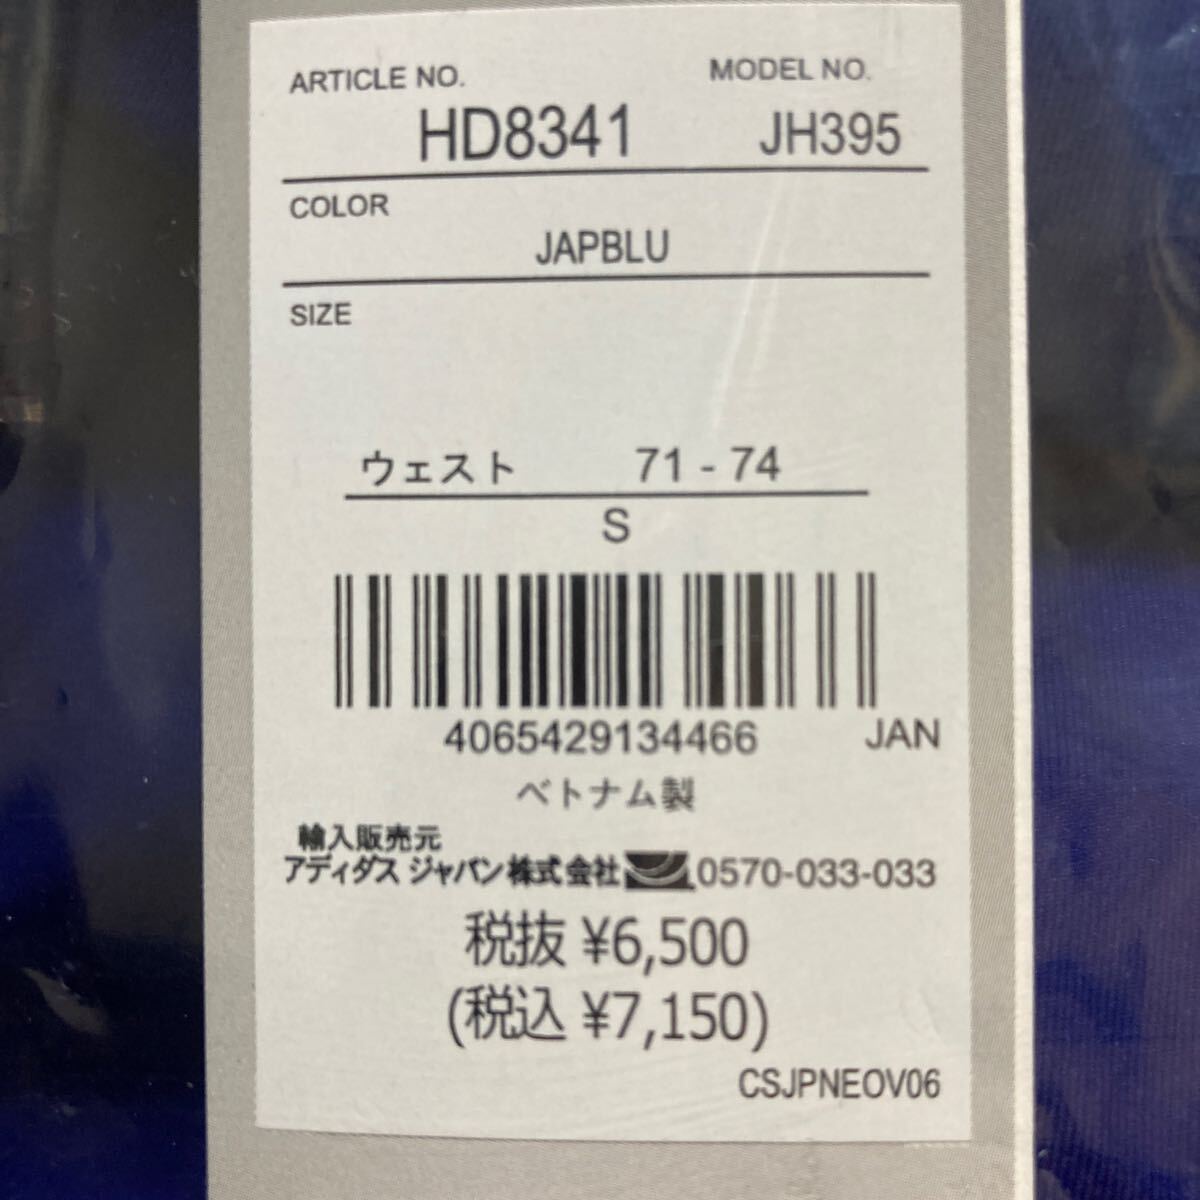 ARTICLE NO. MODEL NO.
HD8341 JH395
COLOR
JAPBLU
SIZE
ウェスト 71 - 74
S
4065429134466 JAN
ベトナム製
輸入販売元
アディダス ジャパン株式会社 0570-033-033
税抜 ¥6,500
(税込 ¥7,150)
CSJPNEOV06